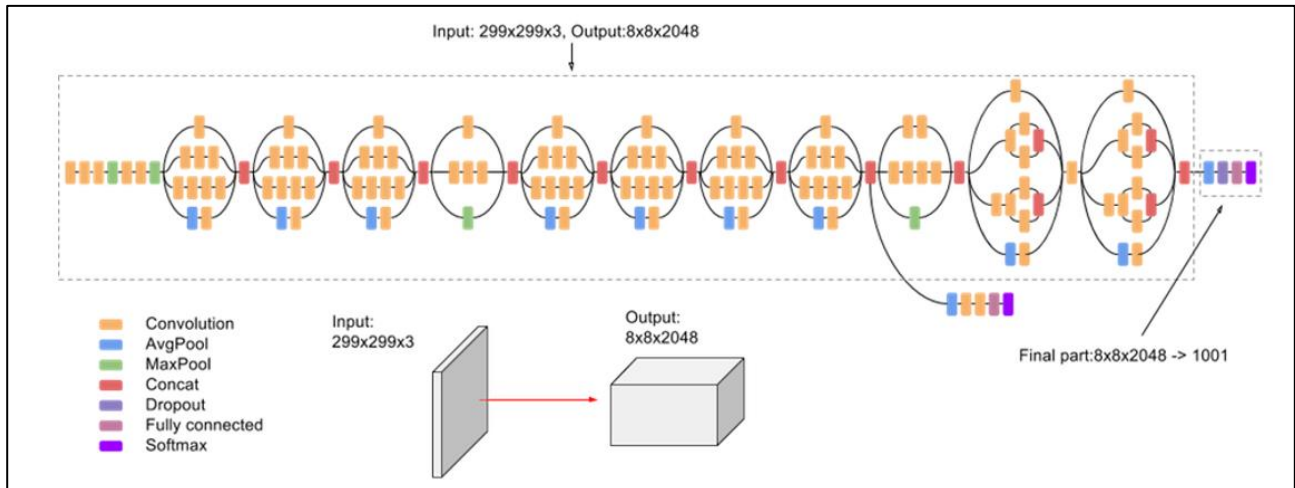 Input: 299x299x3, Output:8x8x2048
Input:
299x299x3
Output:
8x8x2048
Convolution
AvgPool
MaxPool
Concat
Dropout
Fully connected
Softmax
Final part:8x8x2048 -> 1001